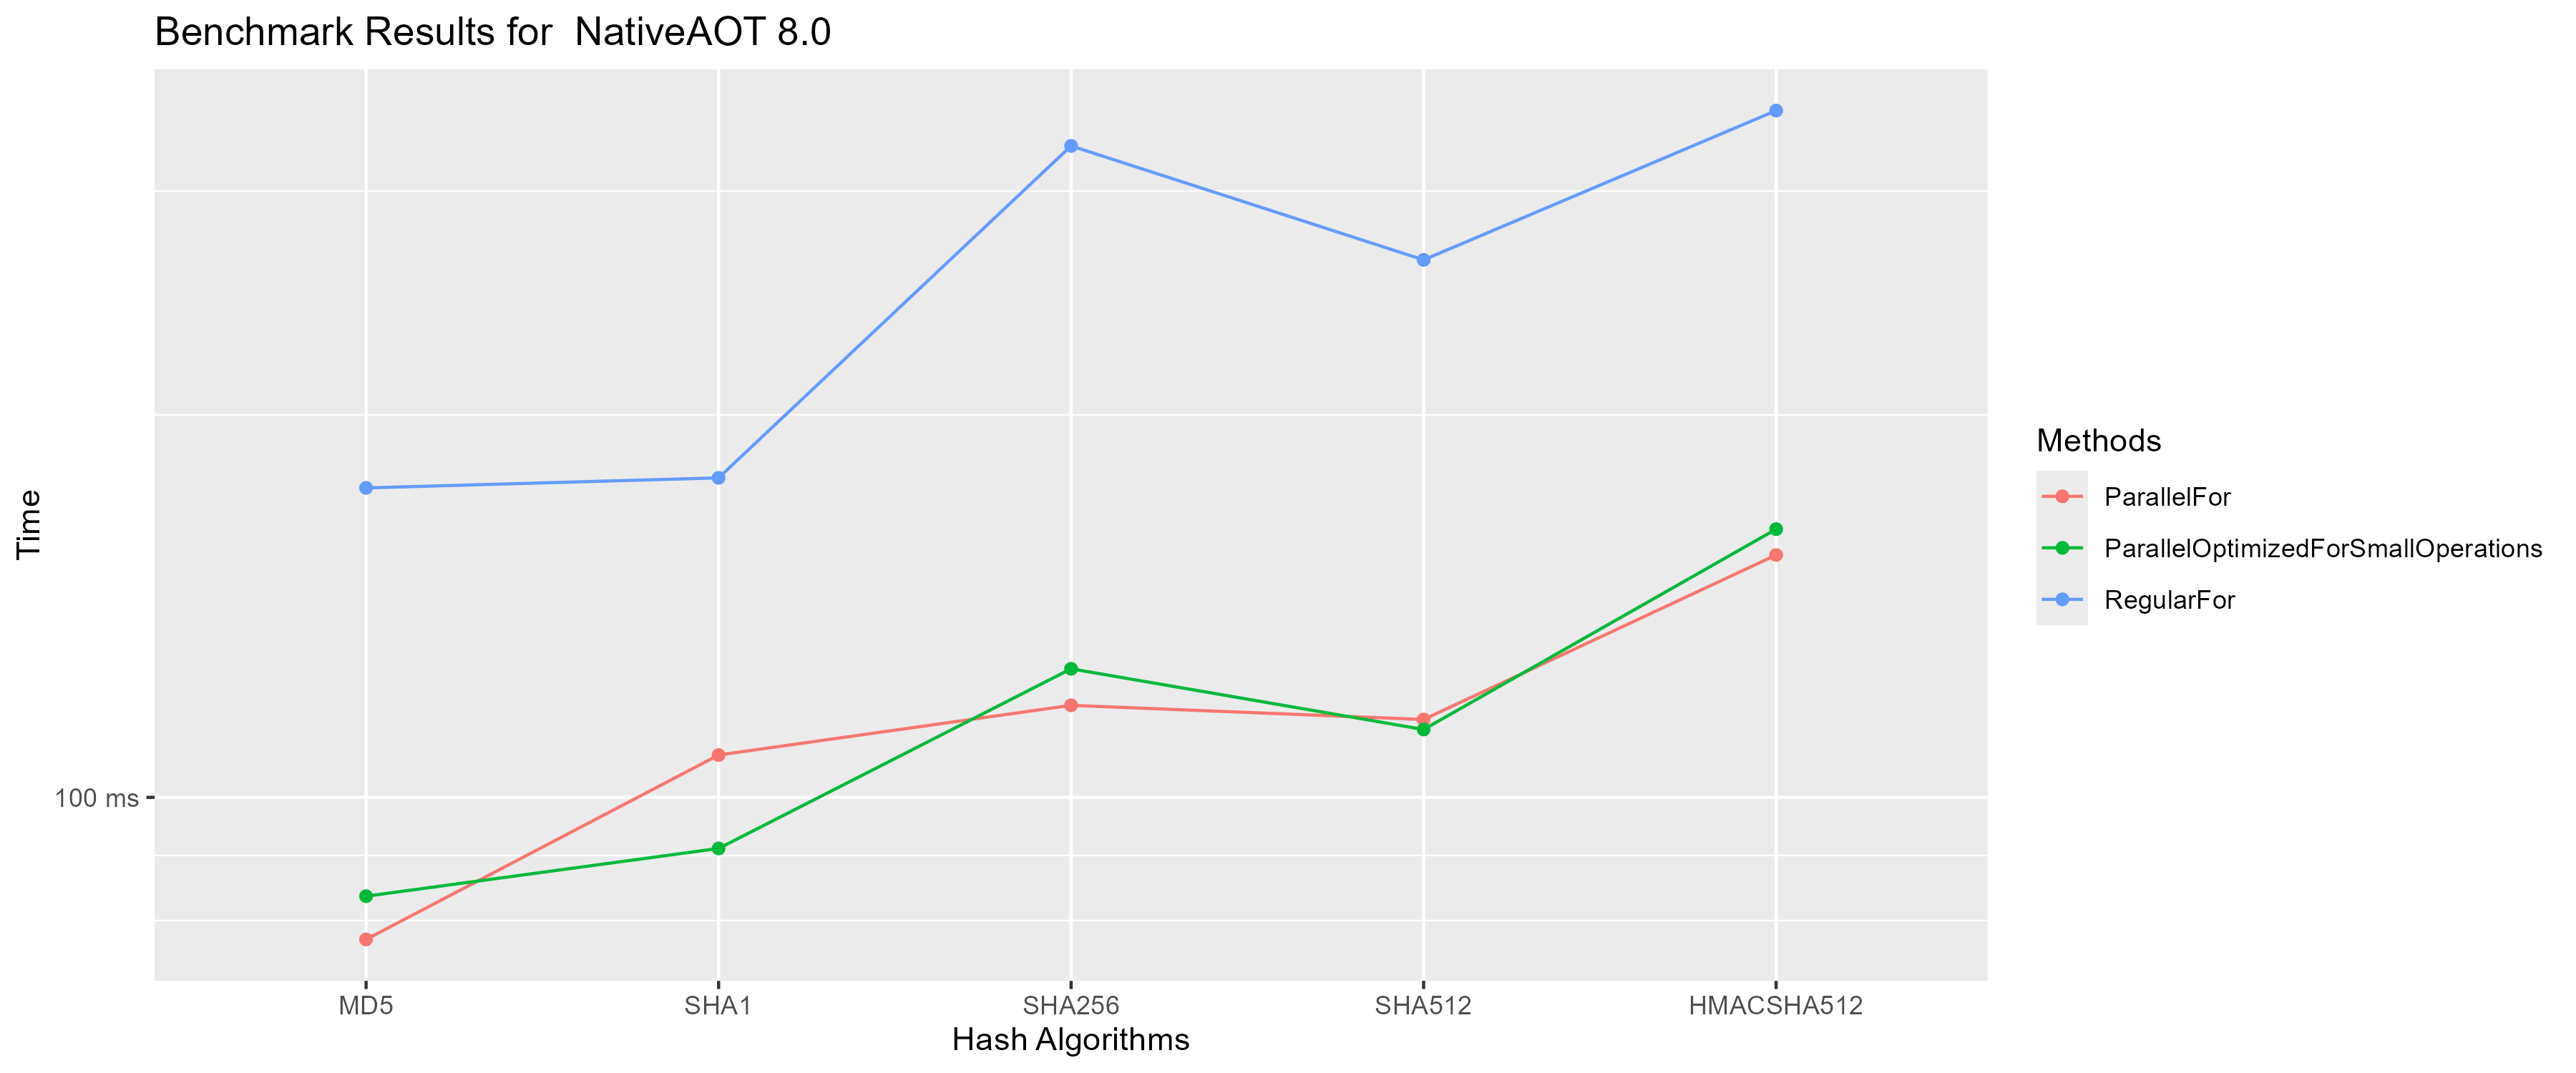 Benchmark Results for  NativeAOT 8.0
Time
100 ms
MD5
SHA1
SHA256
SHA512
HMACSHA512
Hash Algorithms
Methods
ParallelFor
ParallelOptimizedForSmallOperations
RegularFor